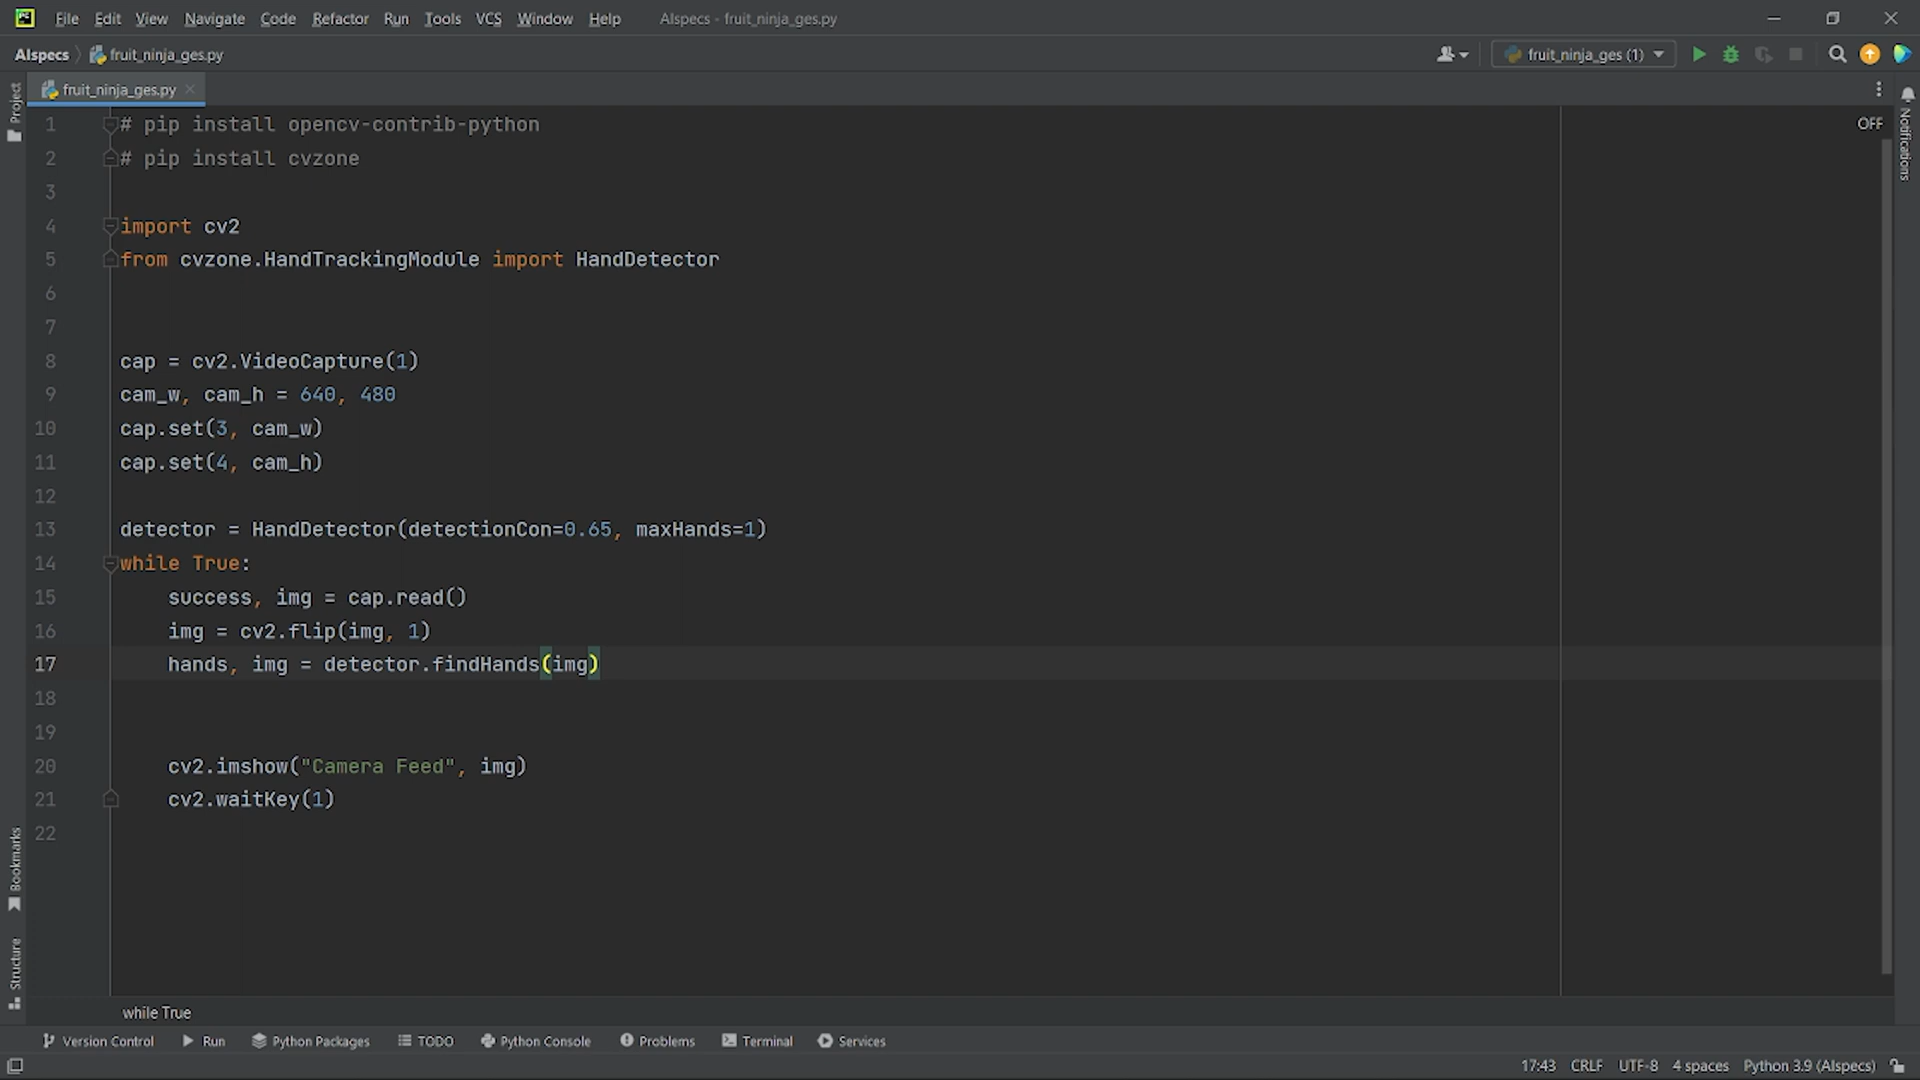 File Edit View Navigate Code Refactor Run Tools VCS Window Help AIspecs - fruit_ninja_ges.py
AIspecs fruit_ninja_ges.py fruit_ninja_ges (1)
fruit_ninja_ges.py
Project
Notifications
OFF
1 # pip install opencv-contrib-python
2 # pip install cvzone
3
4 import cv2
5 from cvzone.HandTrackingModule import HandDetector
6
7
8 cap = cv2.VideoCapture(1)
9 cam_w, cam_h = 640, 480
10 cap.set(3, cam_w)
11 cap.set(4, cam_h)
12
13 detector = HandDetector(detectionCon=0.65, maxHands=1)
14 while True:
15 success, img = cap.read()
16 img = cv2.flip(img, 1)
17 hands, img = detector.findHands(img)
18
19
20 cv2.imshow("Camera Feed", img)
21 cv2.waitKey(1)
22
Bookmarks
Structure
while True
Version Control Run Python Packages TODO Python Console Problems Terminal Services
17:43 CRLF UTF-8 4 spaces Python 3.9 (AIspecs)